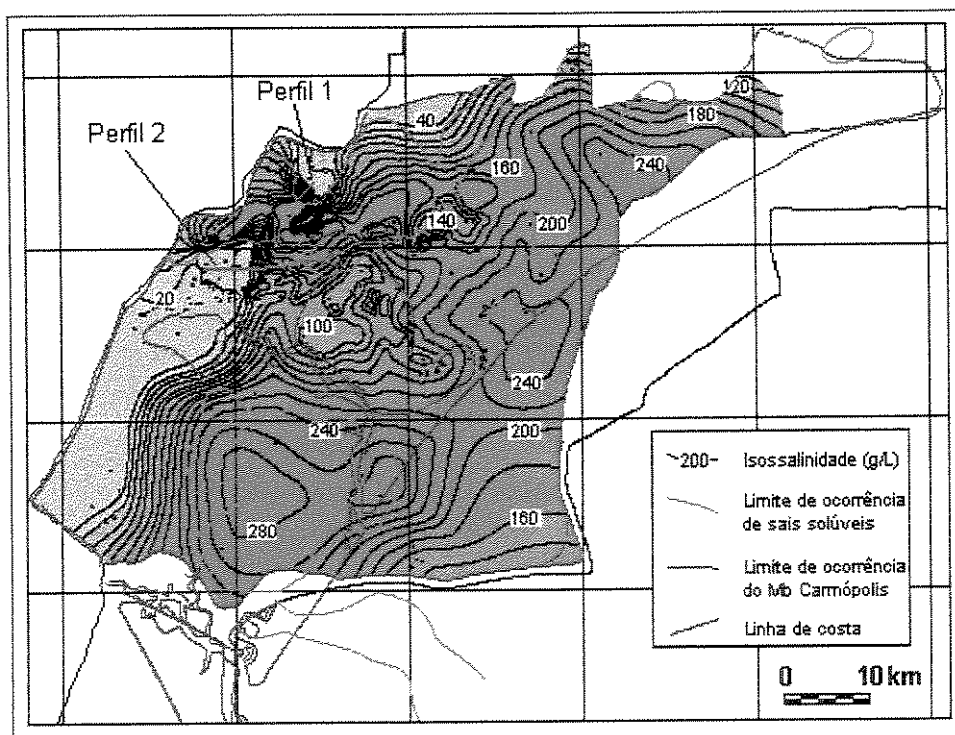 Perfil 1
Perfil 2
120
40
180
160
240
140
200
20
100
240
240
200
280
160
~200- Isossalinidade (g/L)
Limite de ocorrência
de sais solúveis
Limite de ocorrência
do Mb Carmópolis
Linha de costa
0 10 km